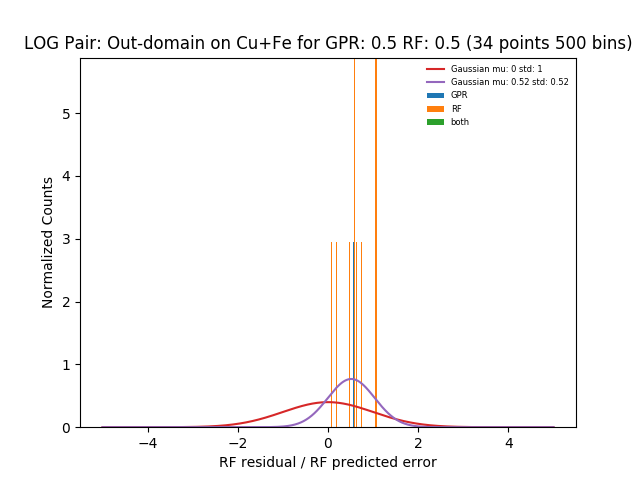 LOG Pair: Out-domain on Cu+Fe for GPR: 0.5 RF: 0.5 (34 points 500 bins)
Gaussian mu: 0 std: 1
Gaussian mu: 0.52 std: 0.52
GPR
RF
both
Normalized Counts
5
4
3
2
1
0
−4
−2
0
2
4
RF residual / RF predicted error